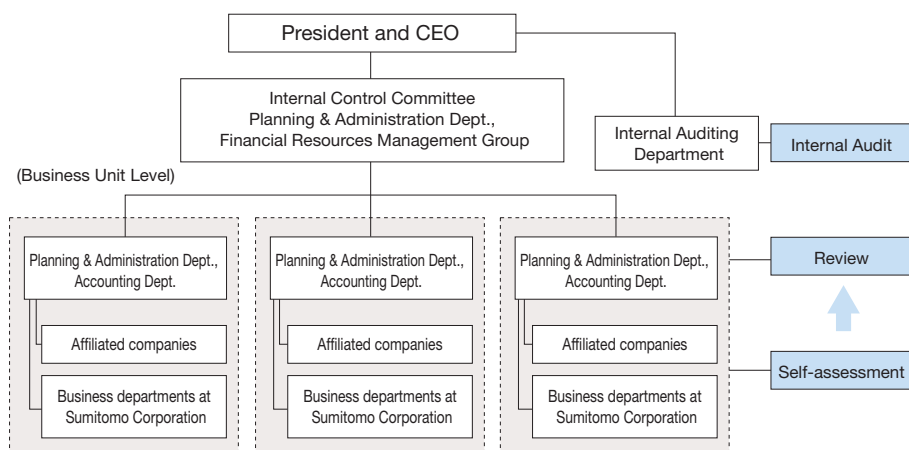 President and CEO
Internal Control Committee
Planning & Administration Dept.,
Financial Resources Management Group
Internal Auditing
Department
Internal Audit
(Business Unit Level)
Planning & Administration Dept.,
Accounting Dept.
Planning & Administration Dept.,
Accounting Dept.
Planning & Administration Dept.,
Accounting Dept.
Review
Affiliated companies
Affiliated companies
Affiliated companies
Self-assessment
Business departments at
Sumitomo Corporation
Business departments at
Sumitomo Corporation
Business departments at
Sumitomo Corporation